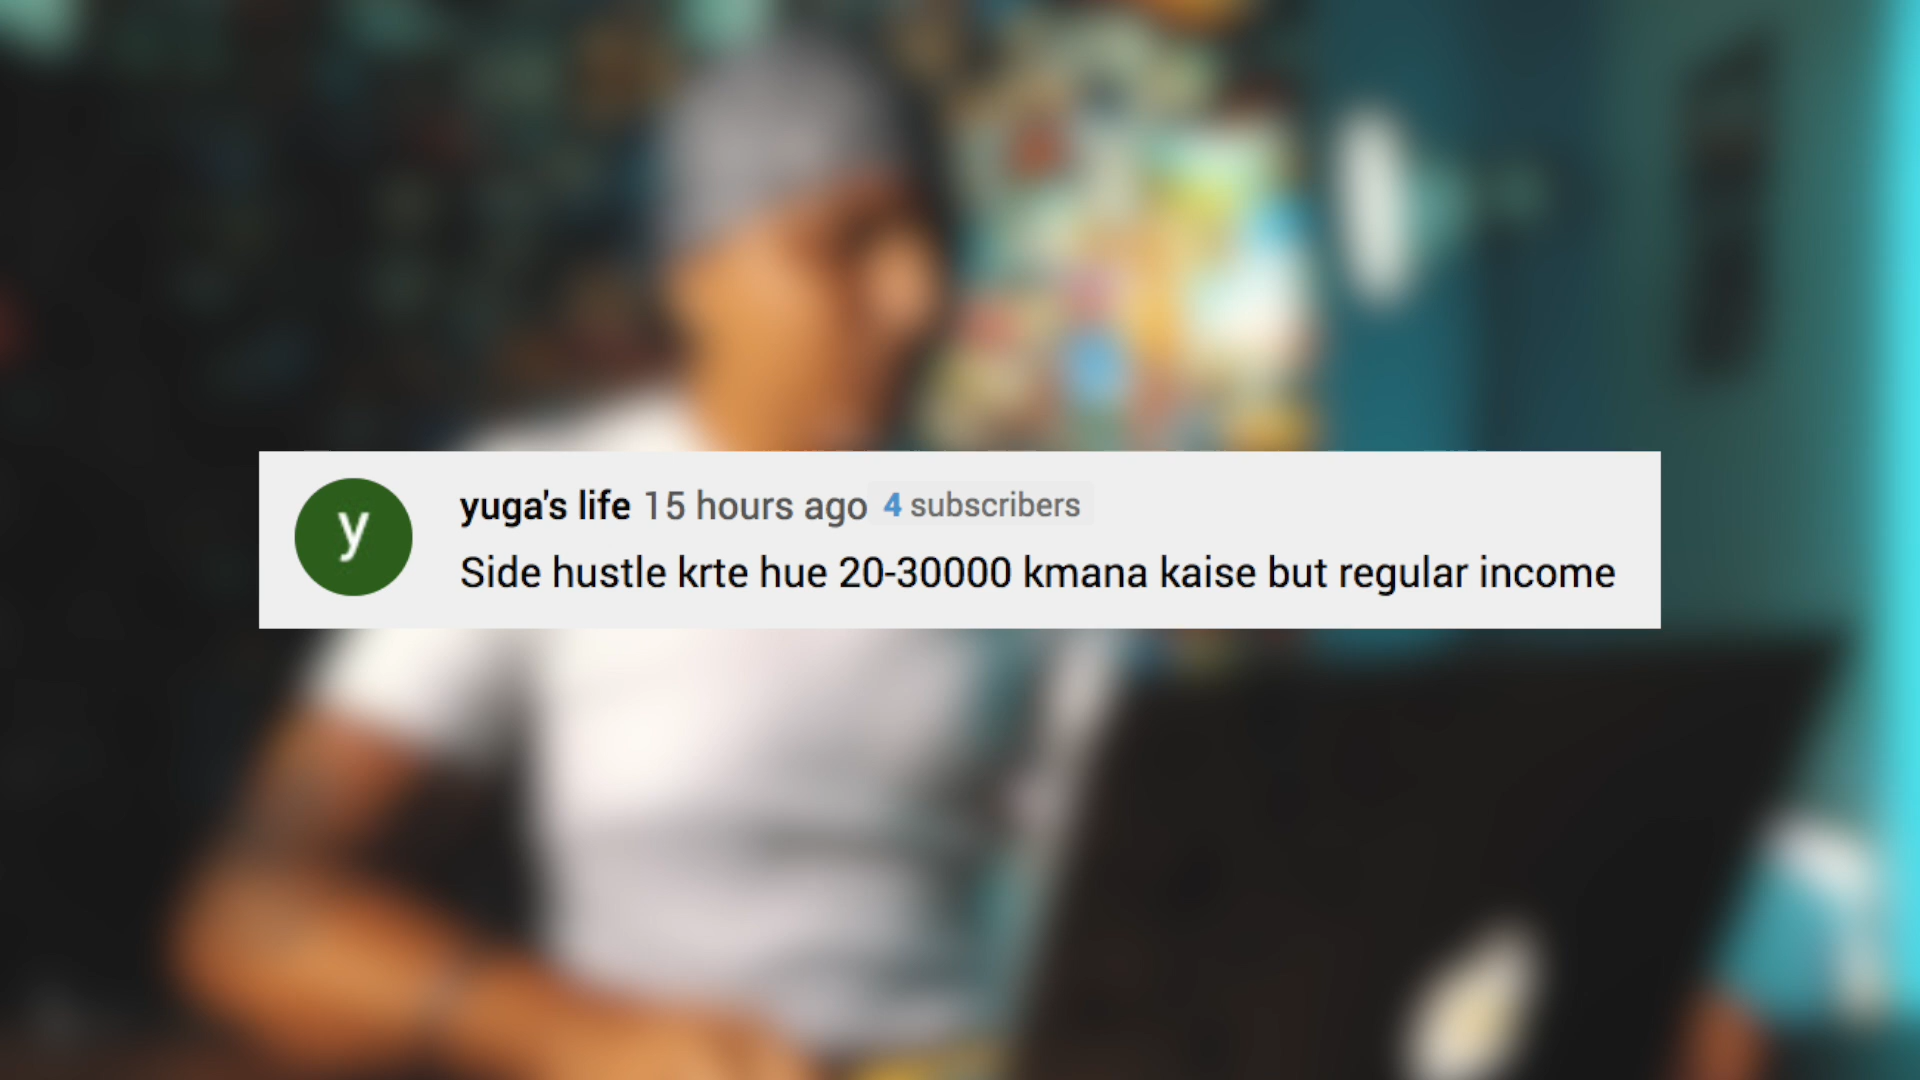 y
yuga's life 15 hours ago 4 subscribers
Side hustle krte hue 20-30000 kmana kaise but regular income